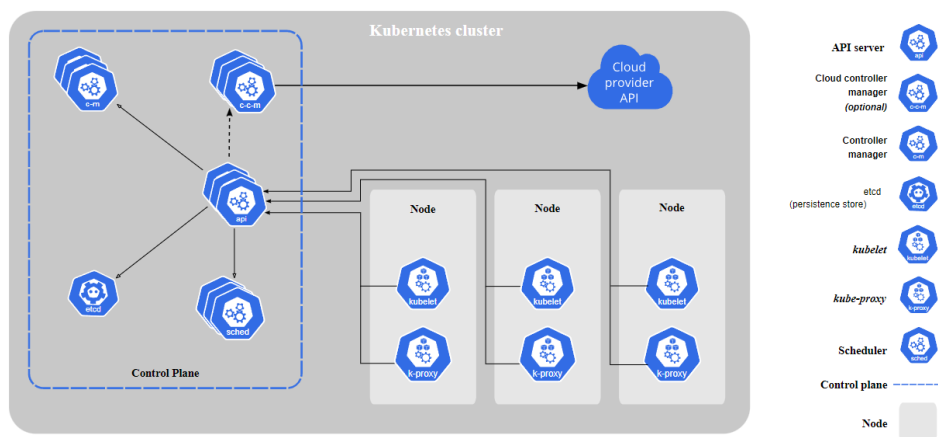 Kubernetes cluster
c-m
c-c-m
Cloud
provider
API
api
Node
Node
Node
etcd
sched
kubelet
kubelet
kubelet
k-proxy
k-proxy
k-proxy
Control Plane
API server
api
Cloud controller
manager
(optional)
c-c-m
Controller
manager
c-m
etcd
(persistence store)
etcd
kubelet
kubelet
kube-proxy
k-proxy
Scheduler
sched
Control plane
Node